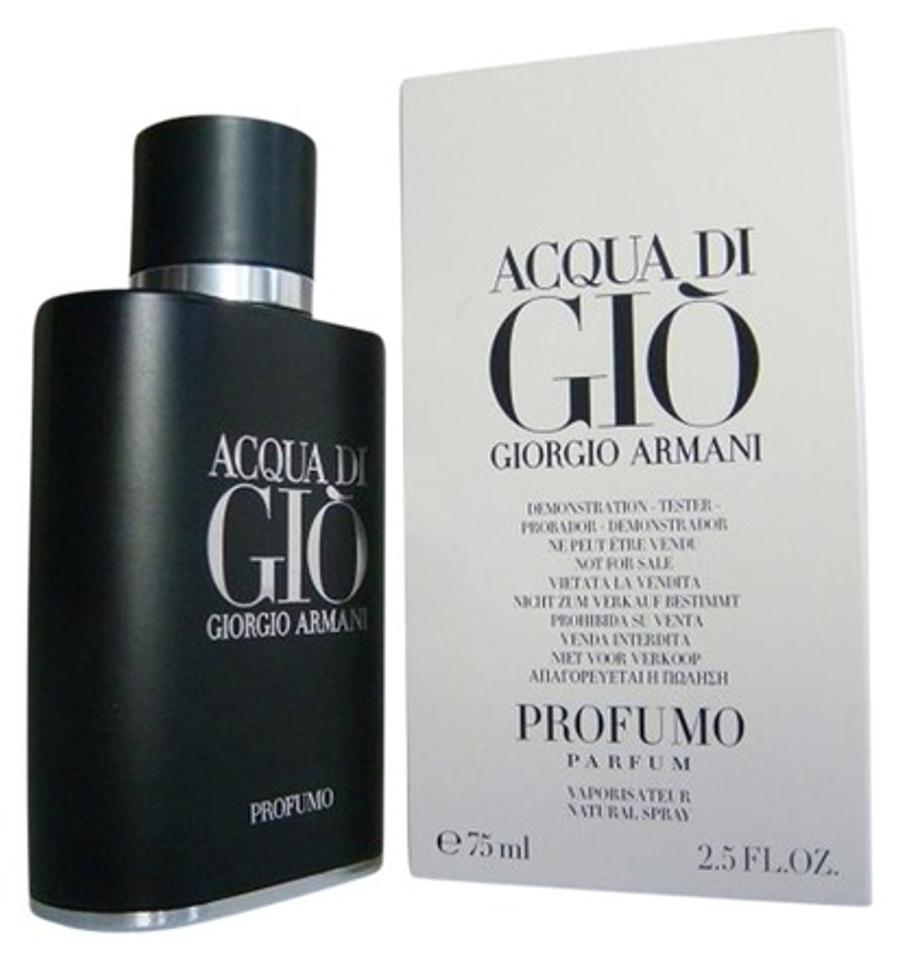 ACQUA DI
GIÒ
GIORGIO ARMANI
PROFUMO
ACQUA DI
GIÒ
GIORGIO ARMANI
DEMONSTRATION - TESTER -
PROBADOR - DEMONSTRADOR
NE PEUT ÊTRE VENDU
NOT FOR SALE
VIETATA LA VENDITA
NICHT ZUM VERKAUF BESTIMMT
PROHIBIDA SU VENTA
VENDA INTERDITA
NIET VOOR VERKOOP
ΑΠΑΓΟΡΕΥΕΤΑΙ Η ΠΩΛΗΣΗ
PROFUMO
PARFUM
VAPORISATEUR
NATURAL SPRAY
℮ 75 ml
2.5 FL.OZ.